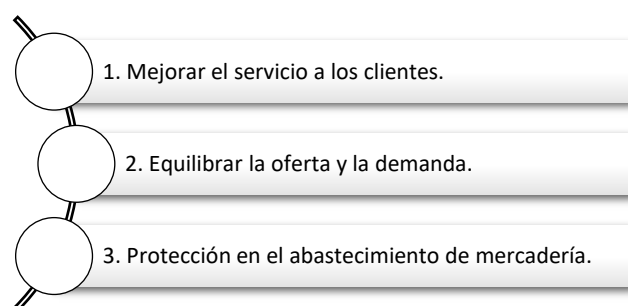 1. Mejorar el servicio a los clientes.
2. Equilibrar la oferta y la demanda.
3. Protección en el abastecimiento de mercadería.